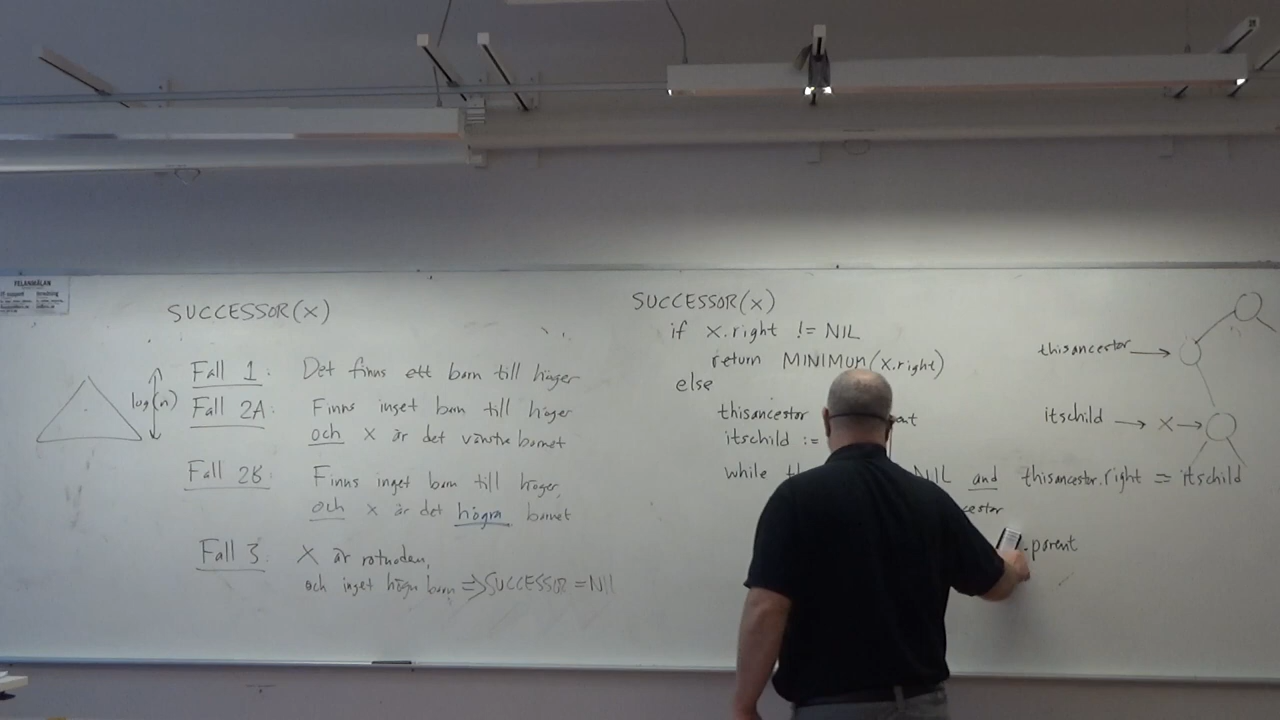 FELANMÄLAN
SUCCESSOR(x)
log(n)
Fall 1: Det finns ett barn till höger
Fall 2A: Finns inget barn till höger
och X är det vänstra barnet
Fall 2B: Finns inget barn till höger,
och x är det högra barnet
Fall 3: X är rotnoden,
och inget högra barn => SUCCESSOR = NIL
SUCCESSOR(x)
if x.right != NIL
return MINIMUM(x.right)
else
thisancestor
itschild :=
while NIL and thisancestor.right = itschild
.parent
thisancestor →
itschild → X →